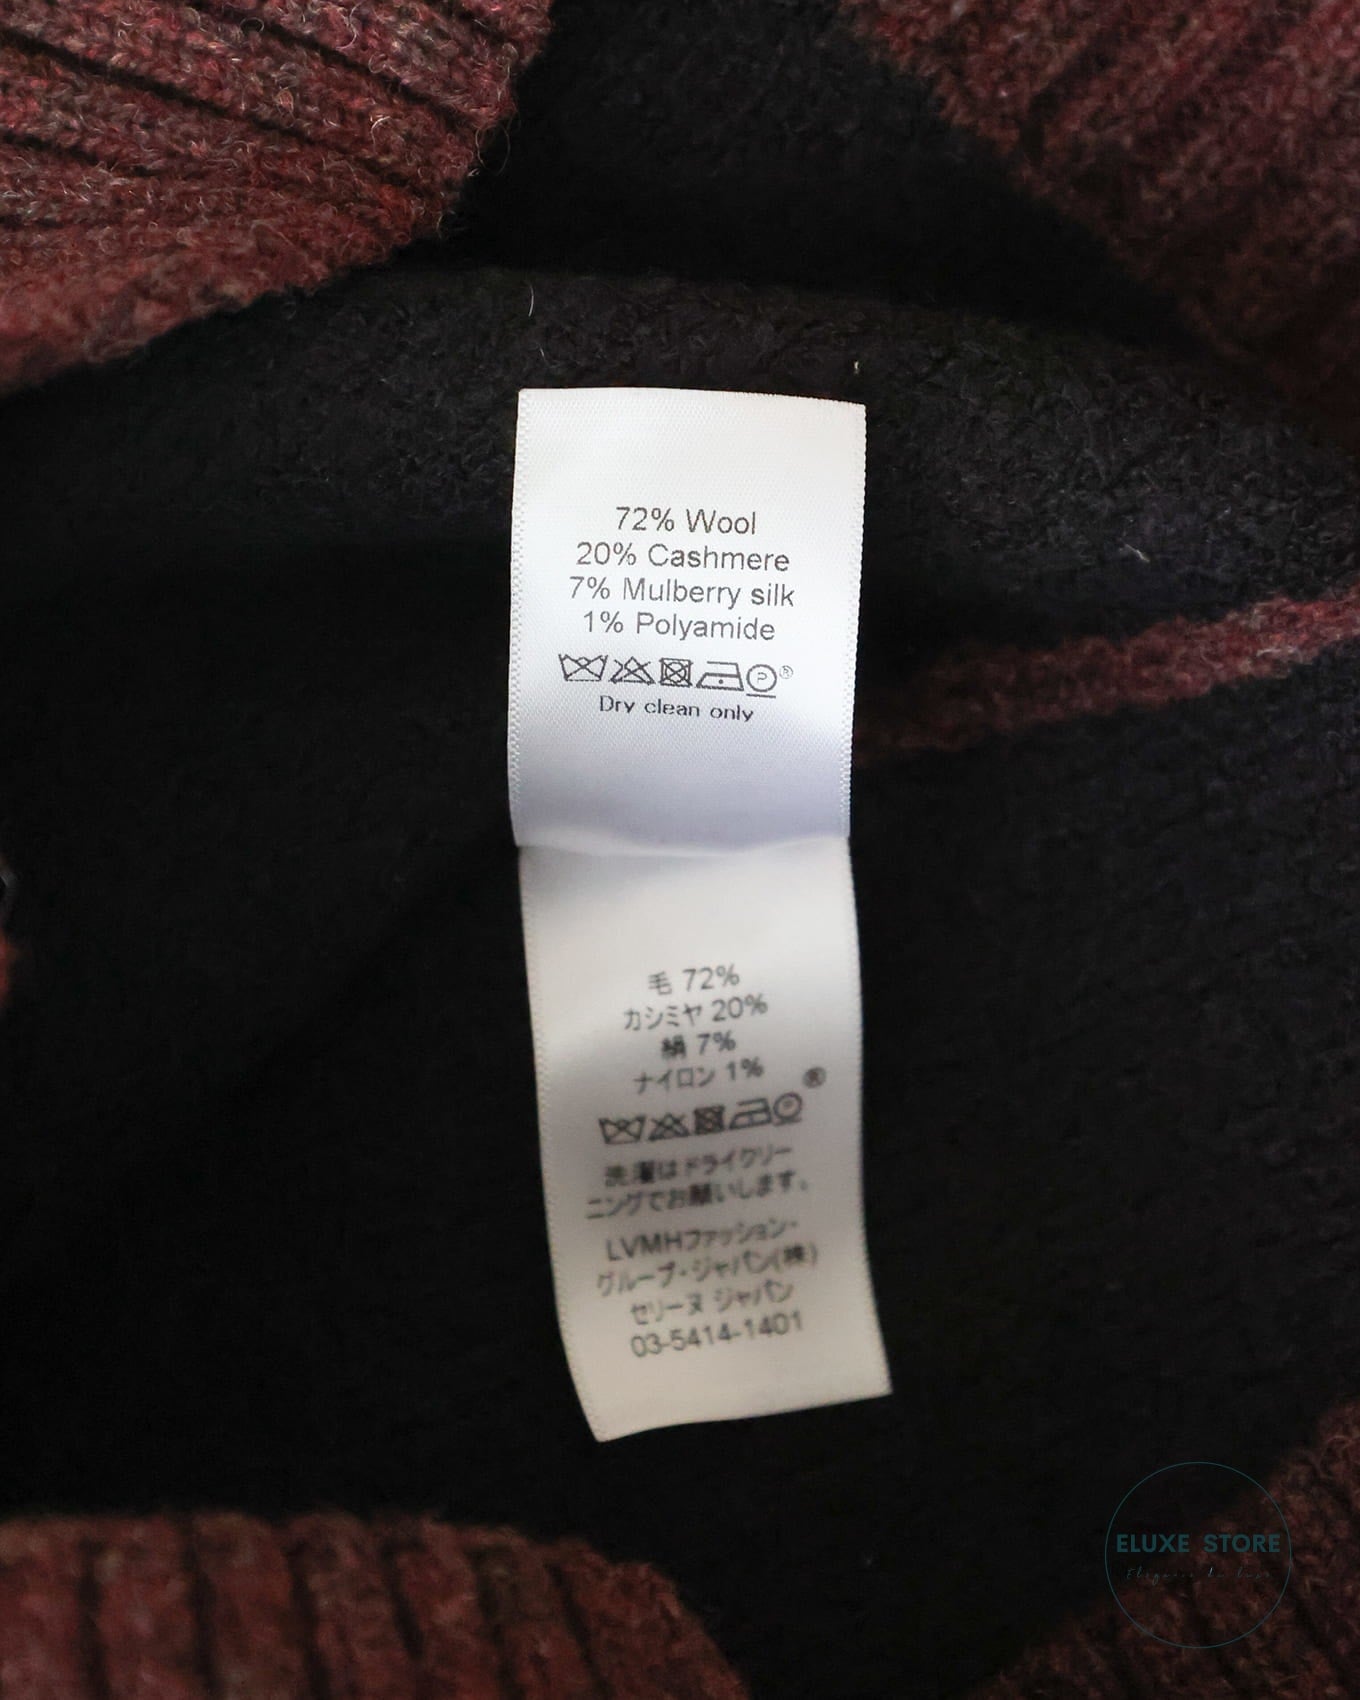 72% Wool
20% Cashmere
7% Mulberry silk
1% Polyamide
P®
Dry clean only
毛 72%
カシミヤ 20%
絹 7%
ナイロン 1%
P®
洗濯はドライクリー
ニングでお願いします。
LVMHファッション・
グループ・ジャパン(株)
セリーヌ ジャパン
03-5414-1401
ELUXE STORE